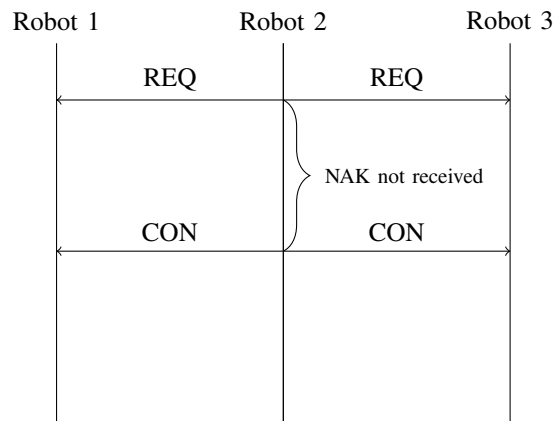 Robot 1 Robot 2 Robot 3
REQ REQ
NAK not received
CON CON